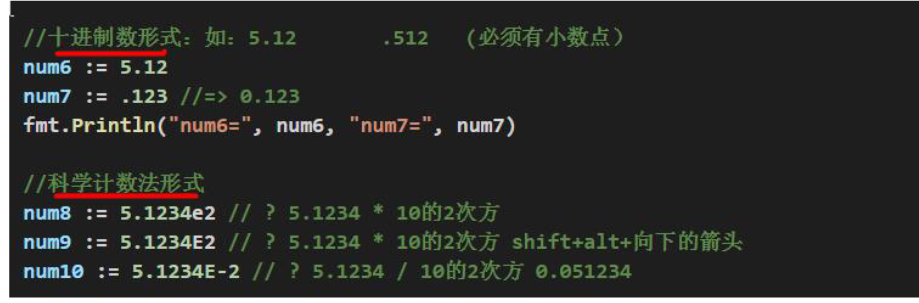 //十进制数形式：如：5.12       .512   (必须有小数点）
num6 := 5.12
num7 := .123 //=> 0.123
fmt.Println("num6=", num6, "num7=", num7)
//科学计数法形式
num8 := 5.1234e2 // ? 5.1234 * 10的2次方
num9 := 5.1234E2 // ? 5.1234 * 10的2次方 shift+alt+向下的箭头
num10 := 5.1234E-2 // ? 5.1234 / 10的2次方 0.051234